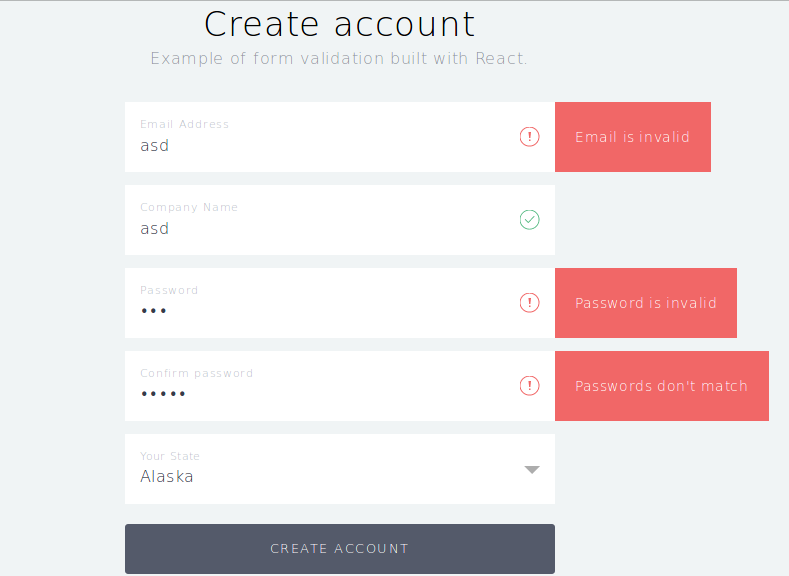 Create account
Example of form validation built with React.
Email Address
asd
Email is invalid
Company Name
asd
Password
•••
Password is invalid
Confirm password
•••••
Passwords don't match
Your State
Alaska
CREATE ACCOUNT